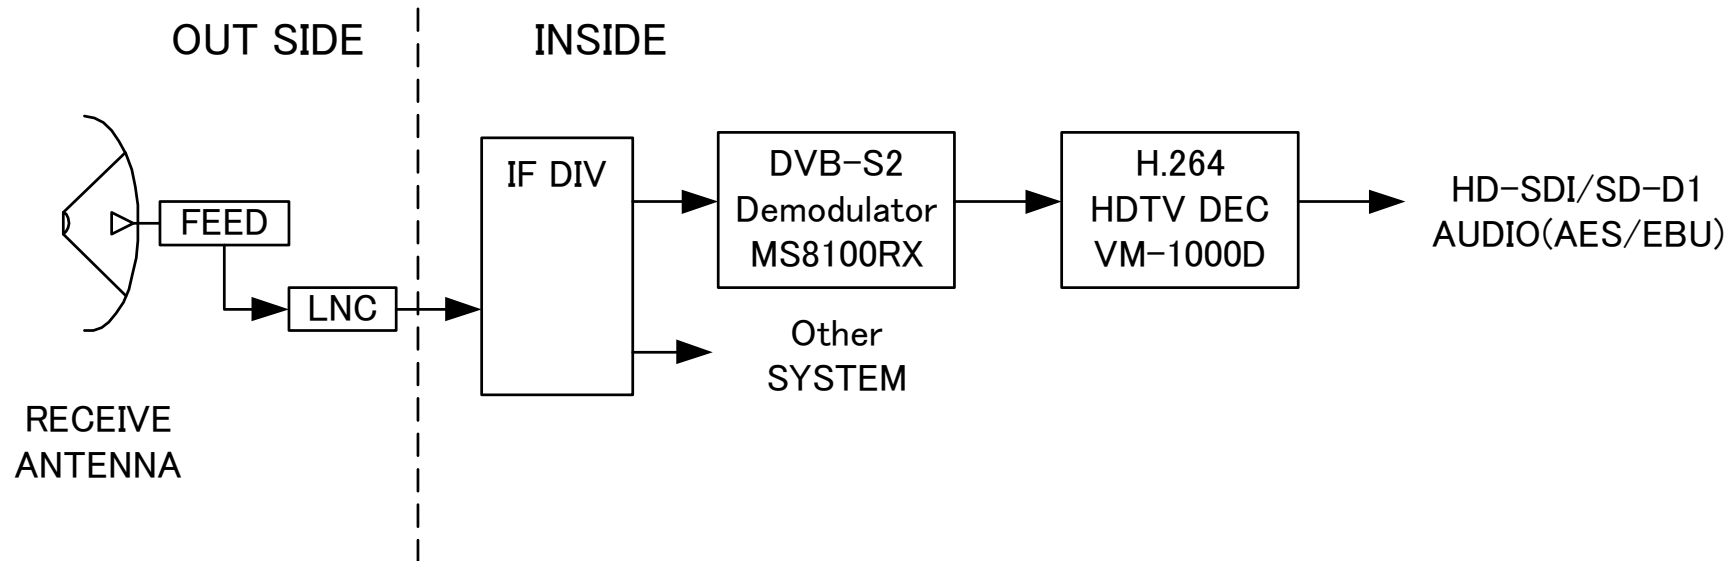 OUT SIDE
INSIDE
FEED
LNC
RECEIVE
ANTENNA
IF DIV
DVB-S2
Demodulator
MS8100RX
Other
SYSTEM
H.264
HDTV DEC
VM-1000D
HD-SDI/SD-D1
AUDIO(AES/EBU)